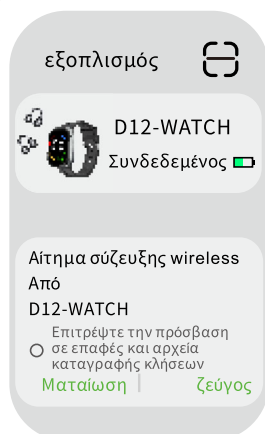 εξοπλισμός
D12-WATCH
Συνδεδεμένος
Αίτημα σύζευξης wireless
Από
D12-WATCH
Επιτρέψτε την πρόσβαση
σε επαφές και αρχεία
καταγραφής κλήσεων
Ματαίωση
ζεύγος